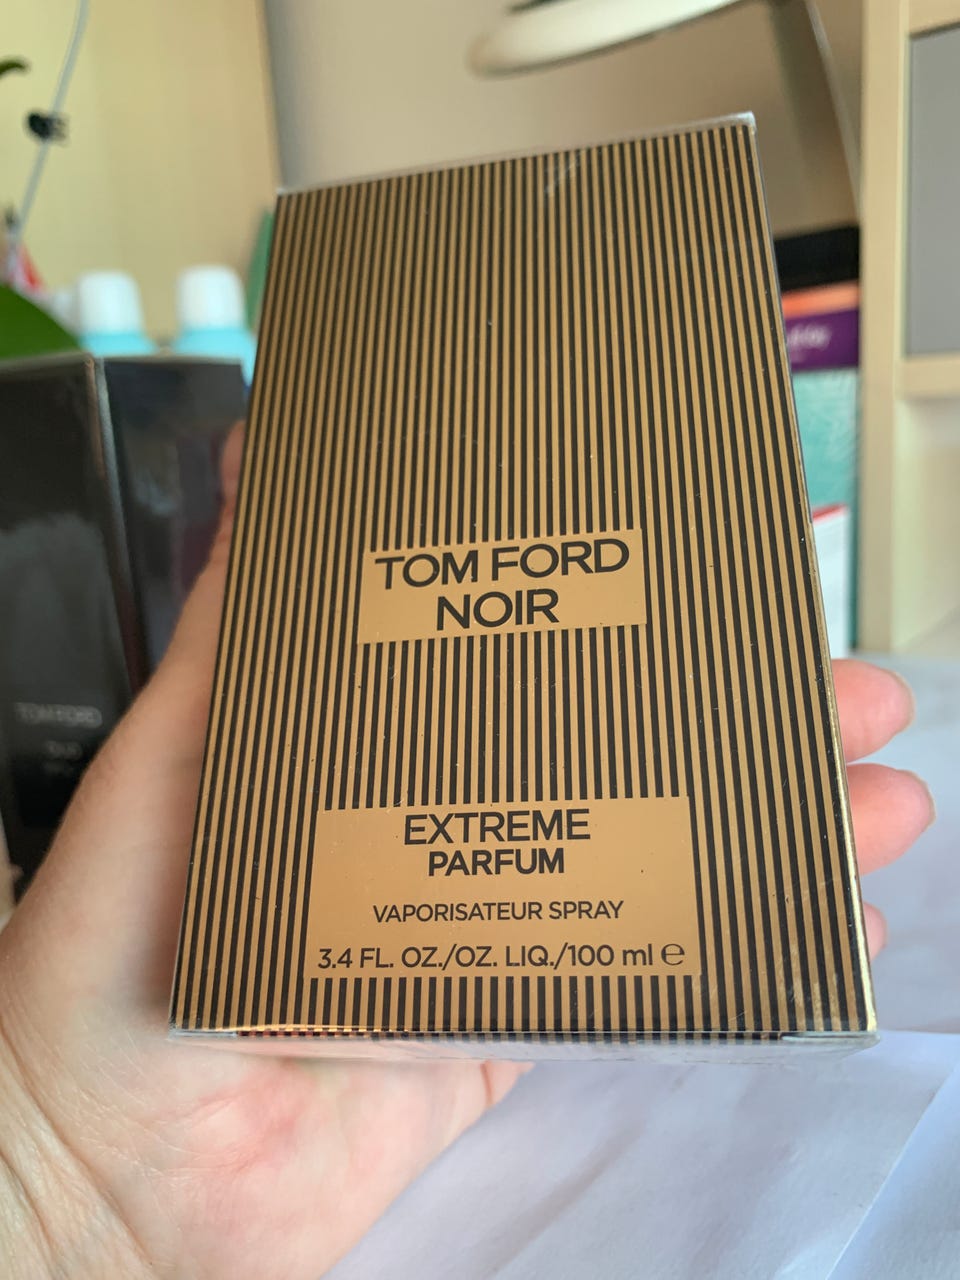 TOM FORD
NOIR
EXTREME
PARFUM
VAPORISATEUR SPRAY
3.4 FL. OZ./OZ. LIQ./100 ml ℮
TOM FORD